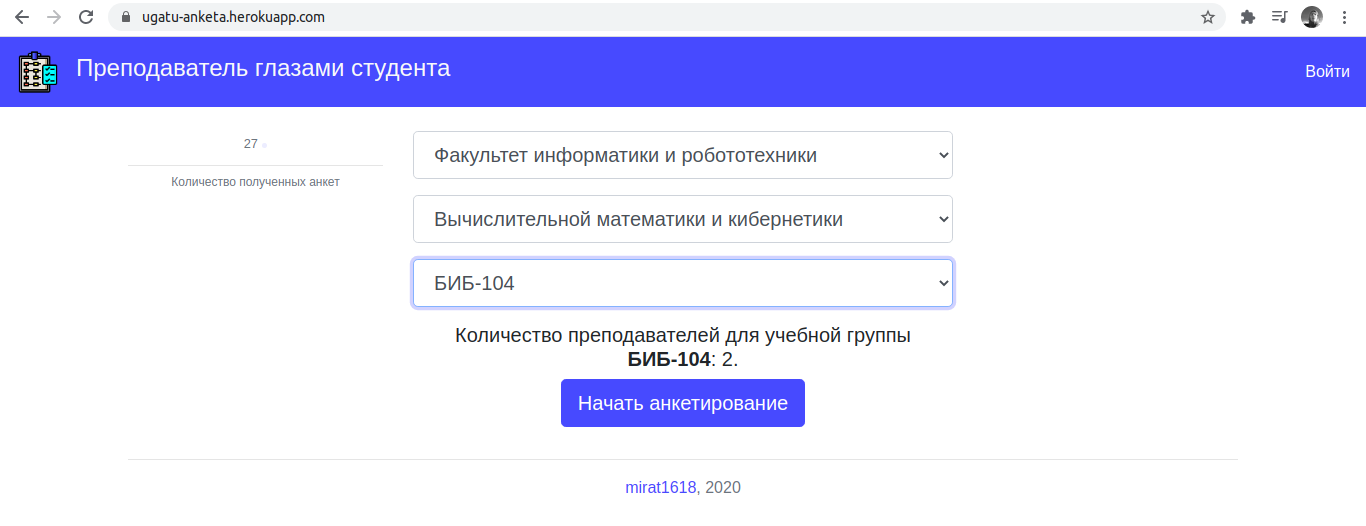 ugatu-anketa.herokuapp.com
Преподаватель глазами студента
Войти
27
Количество полученных анкет
Факультет информатики и робототехники
Вычислительной математики и кибернетики
БИБ-104
Количество преподавателей для учебной группы
БИБ-104: 2.
Начать анкетирование
mirat1618, 2020